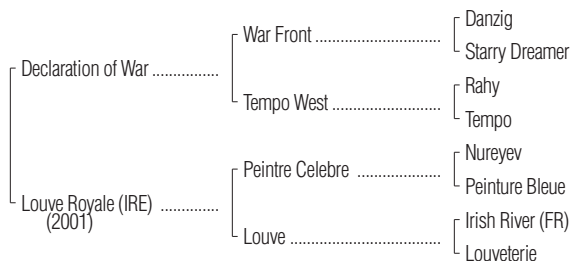 Danzig
War Front ................................
Starry Dreamer
Declaration of War ................
Rahy
Tempo West ............................
Tempo
Nureyev
Peintre Celebre .....................
Peinture Bleue
Louve Royale (IRE) ..............
(2001)
Irish River (FR)
Louve ......................................
Louveterie